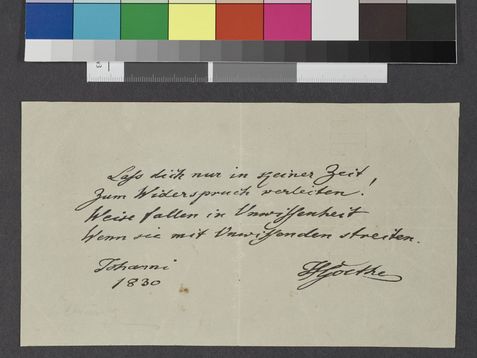 Lass dich nur in keiner Zeit,
Zum Widerspruch verleiten!
Weise fallen in Unwissenheit
Wenn sie mit Unwissenden streiten.
Johanni
1830
JWGoethe